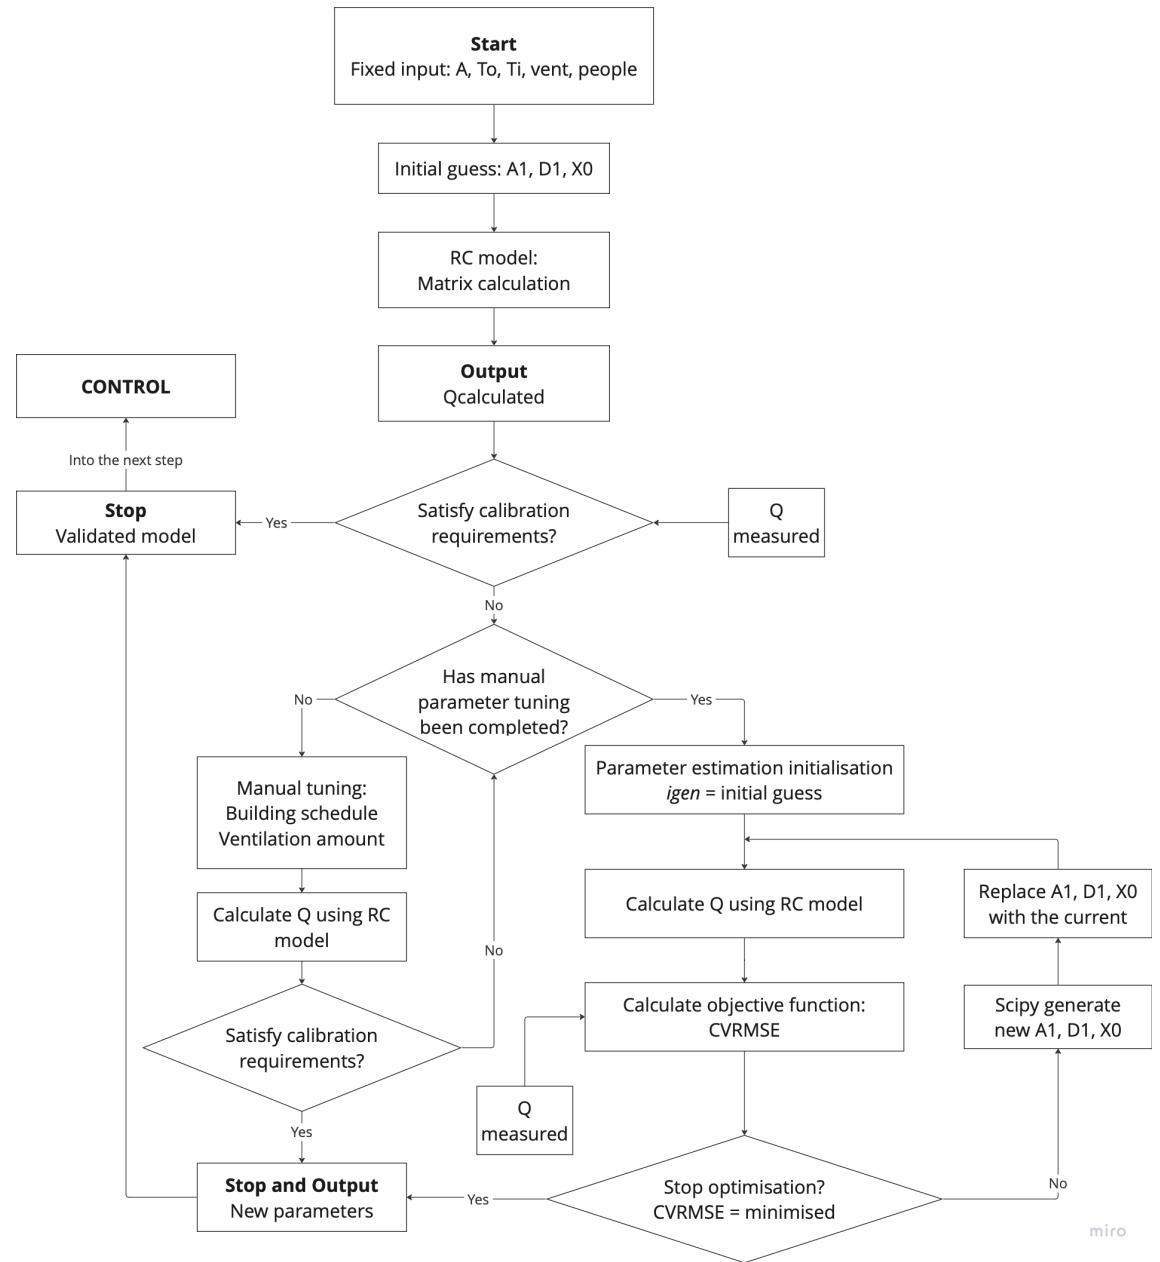 Start
Fixed input: A, To, Ti, vent, people
Initial guess: A1, D1, X0
RC model:
Matrix calculation
Output
Qcalculated
CONTROL
Into the next step
Stop
Validated model
Yes
Satisfy calibration
requirements?
Q
measured
No
Has manual
parameter tuning
been completed?
No
Yes
Manual tuning:
Building schedule
Ventilation amount
Calculate Q using RC
model
Satisfy calibration
requirements?
No
Yes
Stop and Output
New parameters
Parameter estimation initialisation
igen = initial guess
Calculate Q using RC model
Calculate objective function:
CVRMSE
Q
measured
Stop optimisation?
CVRMSE = minimised
Yes
No
Scipy generate
new A1, D1, X0
Replace A1, D1, X0
with the current
miro